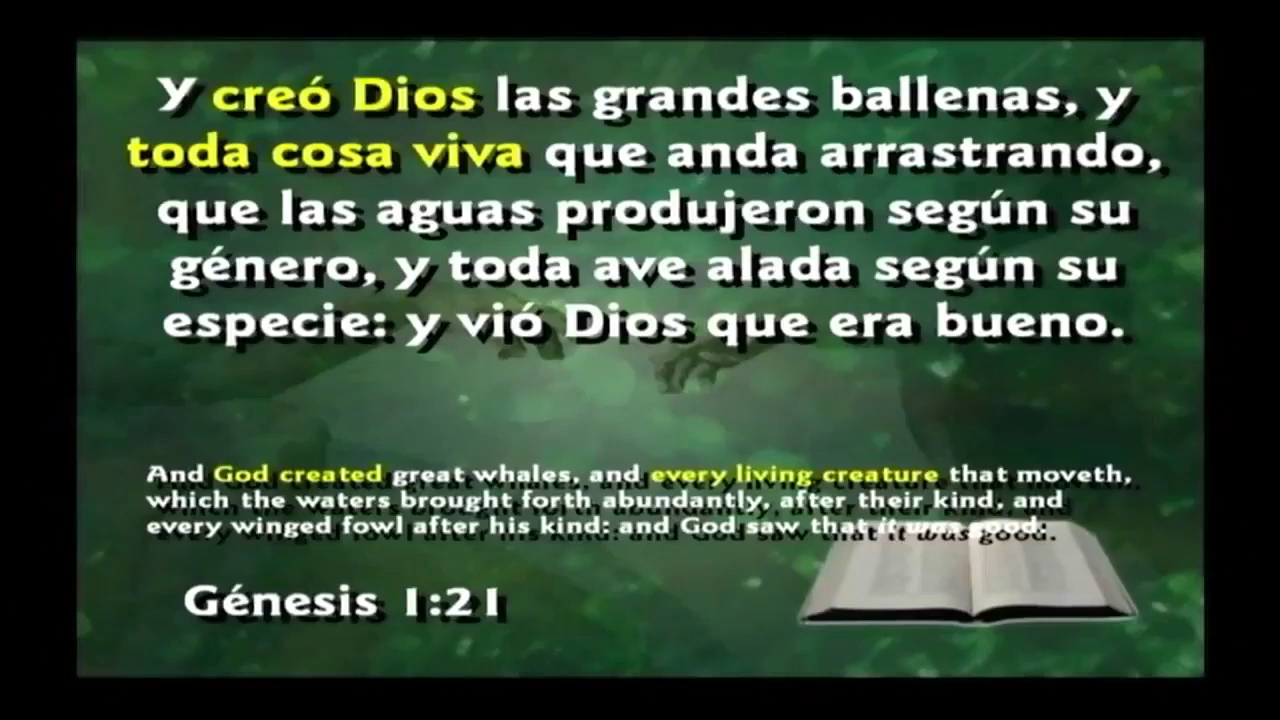 Y creó Dios las grandes ballenas, y
toda cosa viva que anda arrastrando,
que las aguas produjeron según su
género, y toda ave alada según su
especie: y vió Dios que era bueno.
And God created great whales, and every living creature that moveth,
which the waters brought forth abundantly, after their kind, and
every winged fowl after his kind: and God saw that it was good.
Génesis 1:21